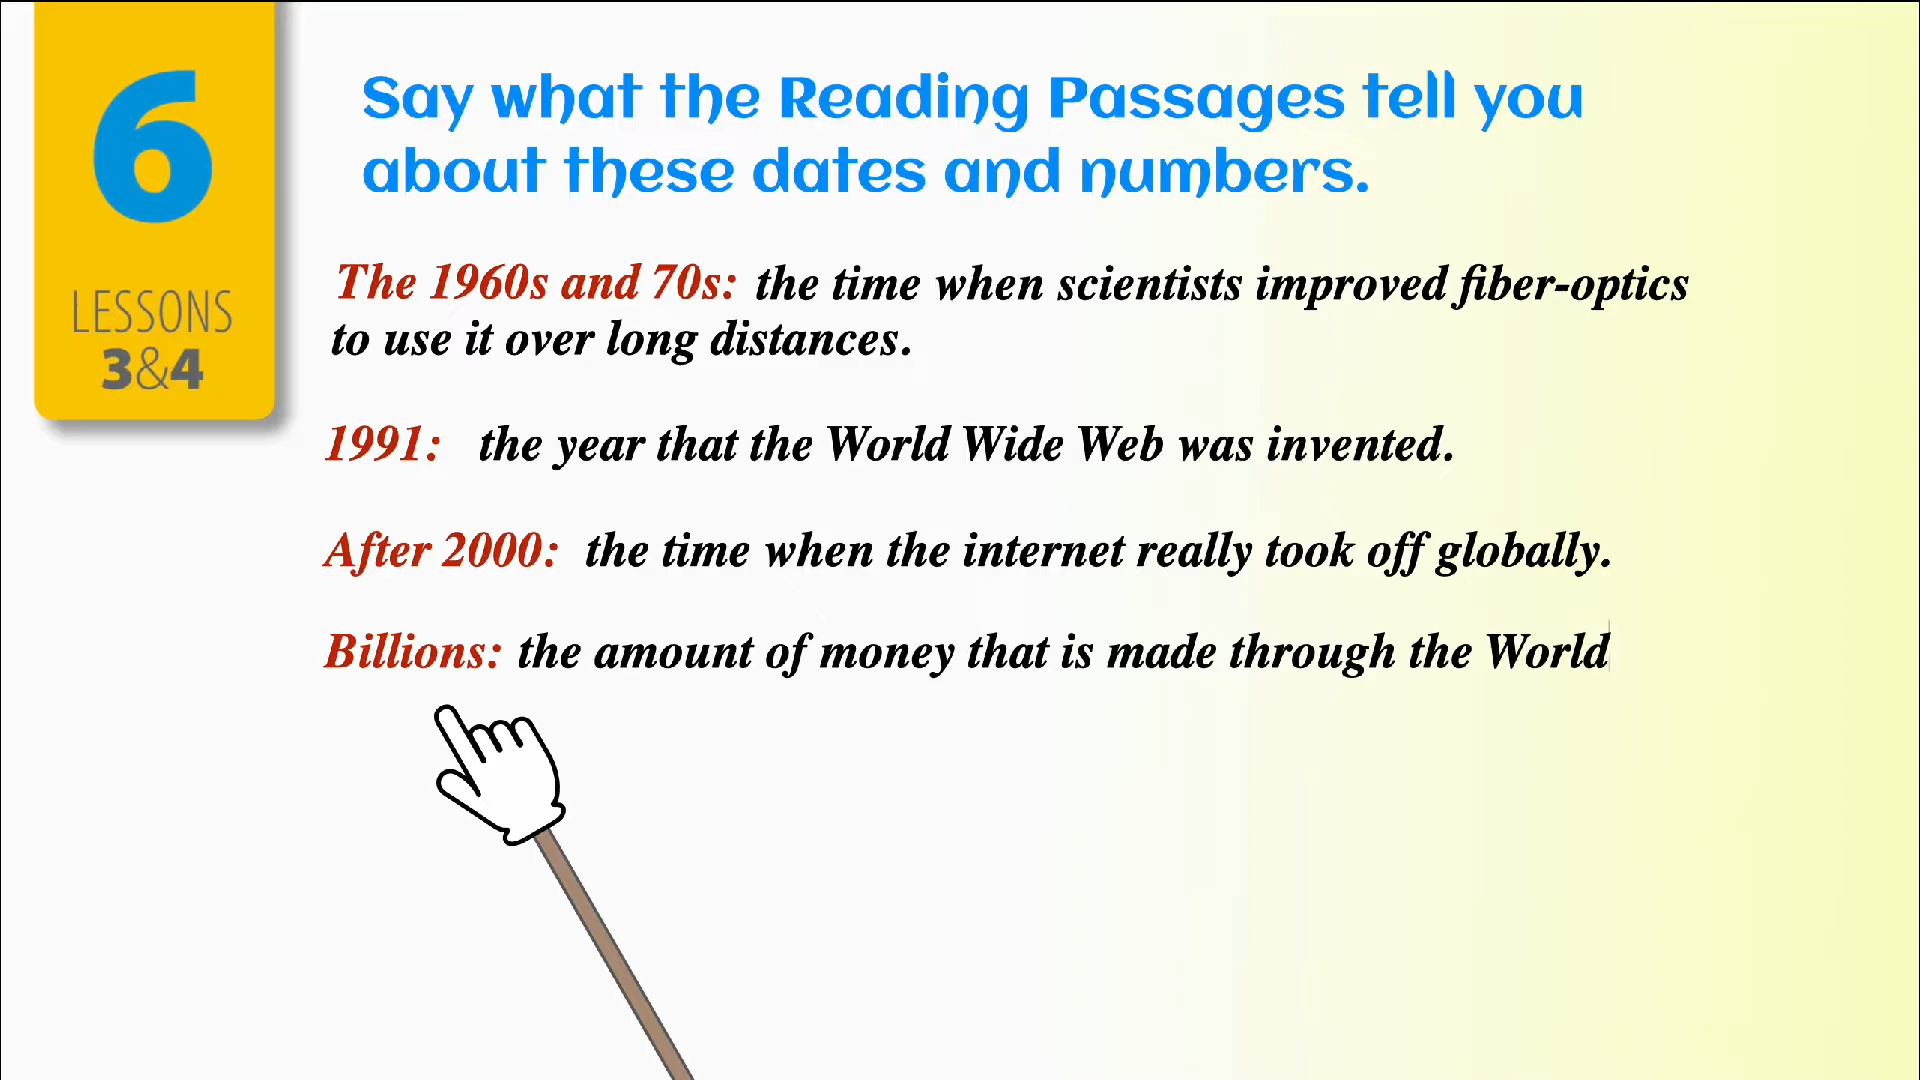 6
LESSONS
3&4
Say what the Reading Passages tell you
about these dates and numbers.
The 1960s and 70s: the time when scientists improved fiber-optics
to use it over long distances.
1991: the year that the World Wide Web was invented.
After 2000: the time when the internet really took off globally.
Billions: the amount of money that is made through the World